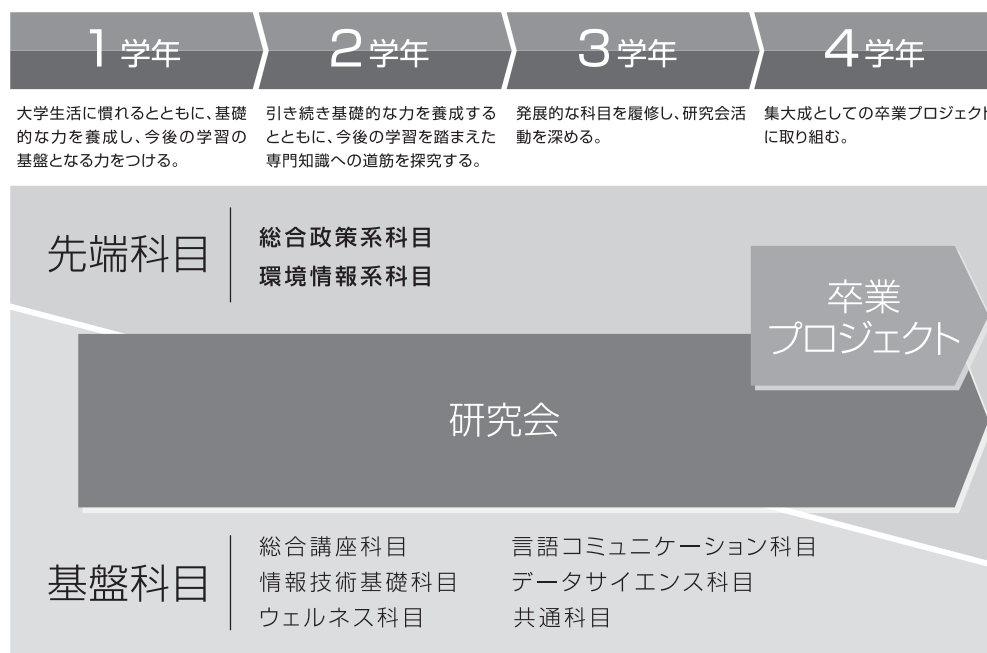 1 学年
2 学年
3 学年
4 学年
大学生活に慣れるとともに、基礎
的な力を養成し、今後の学習の
基盤となる力をつける。
引き続き基礎的な力を養成する
とともに、今後の学習を踏まえた
専門知識への道筋を探究する。
発展的な科目を履修し、研究会活
動を深める。
集大成としての卒業プロジェクト
に取り組む。
先端科目
総合政策系科目
環境情報系科目
卒業
プロジェクト
研究会
基盤科目
総合講座科目
情報技術基礎科目
ウェルネス科目
言語コミュニケーション科目
データサイエンス科目
共通科目